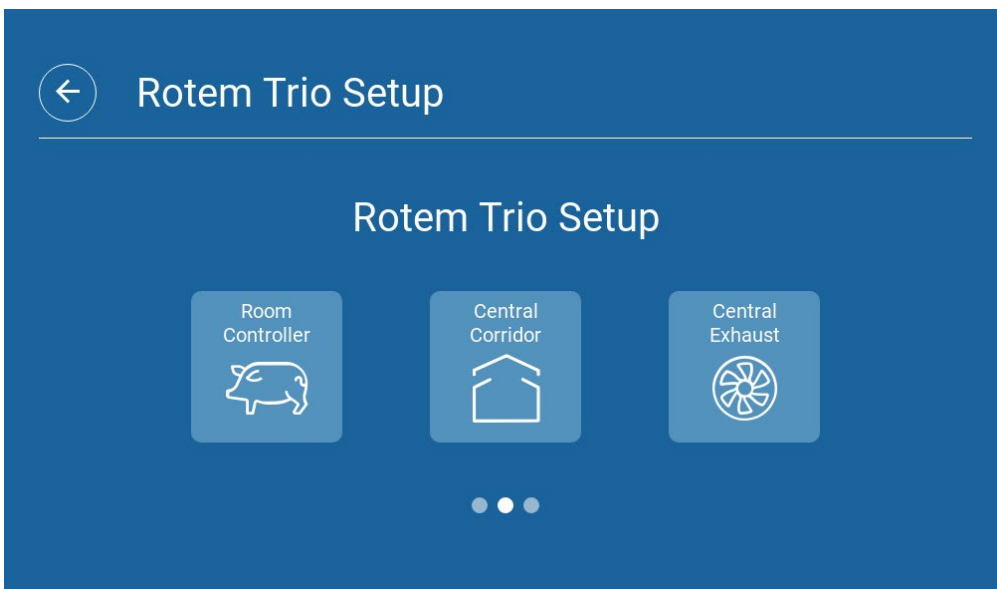 Rotem Trio Setup
Rotem Trio Setup
Room
Controller
Central
Corridor
Central
Exhaust